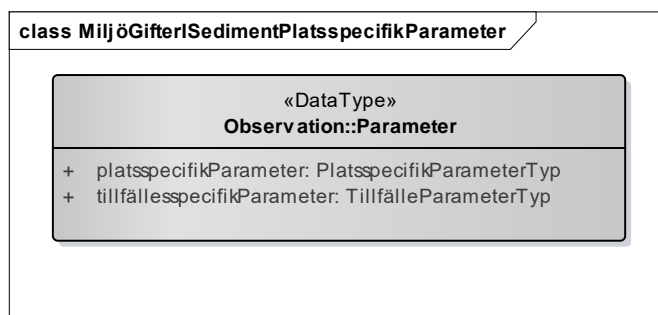 class MiljöGifterISedimentPlatsspecifikParameter
«DataType»
Observation::Parameter
+ platsspecifikParameter: PlatsspecifikParameterTyp
+ tillfällesspecifikParameter: TillfälleParameterTyp